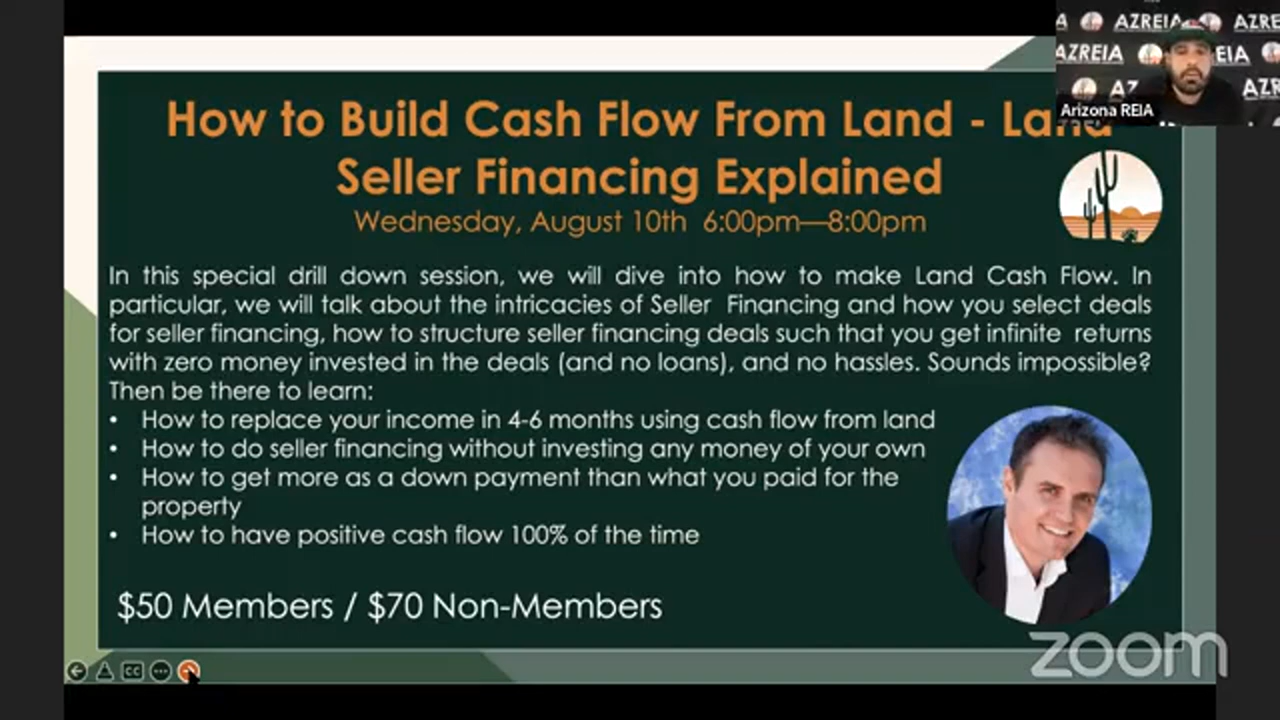 How to Build Cash Flow From Land - Land
Seller Financing Explained
Wednesday, August 10th 6:00pm—8:00pm
In this special drill down session, we will dive into how to make Land Cash Flow. In
particular, we will talk about the intricacies of Seller Financing and how you select deals
for seller financing, how to structure seller financing deals such that you get infinite returns
with zero money invested in the deals (and no loans), and no hassles. Sounds impossible?
Then be there to learn:
• How to replace your income in 4-6 months using cash flow from land
• How to do seller financing without investing any money of your own
• How to get more as a down payment than what you paid for the
property
• How to have positive cash flow 100% of the time
$50 Members / $70 Non-Members
A AZREIA AZRE
AZREIA EIA
AZ AZR
Arizona REIA
CC
zoom